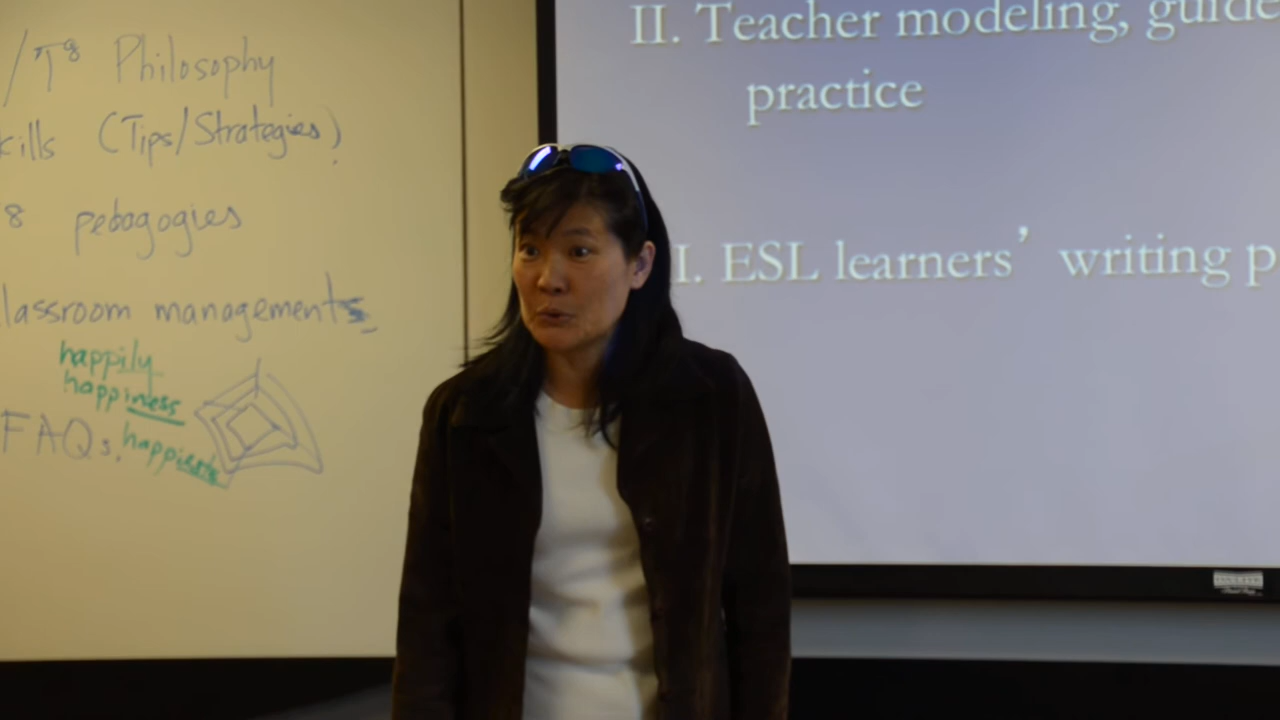 /T8 Philosophy
kills (Tips/Strategies)
8 pedagogies
lassroom managements
happily
happiness
FAQs.
II. Teacher modeling, guide
practice
I. ESL learners’ writing p